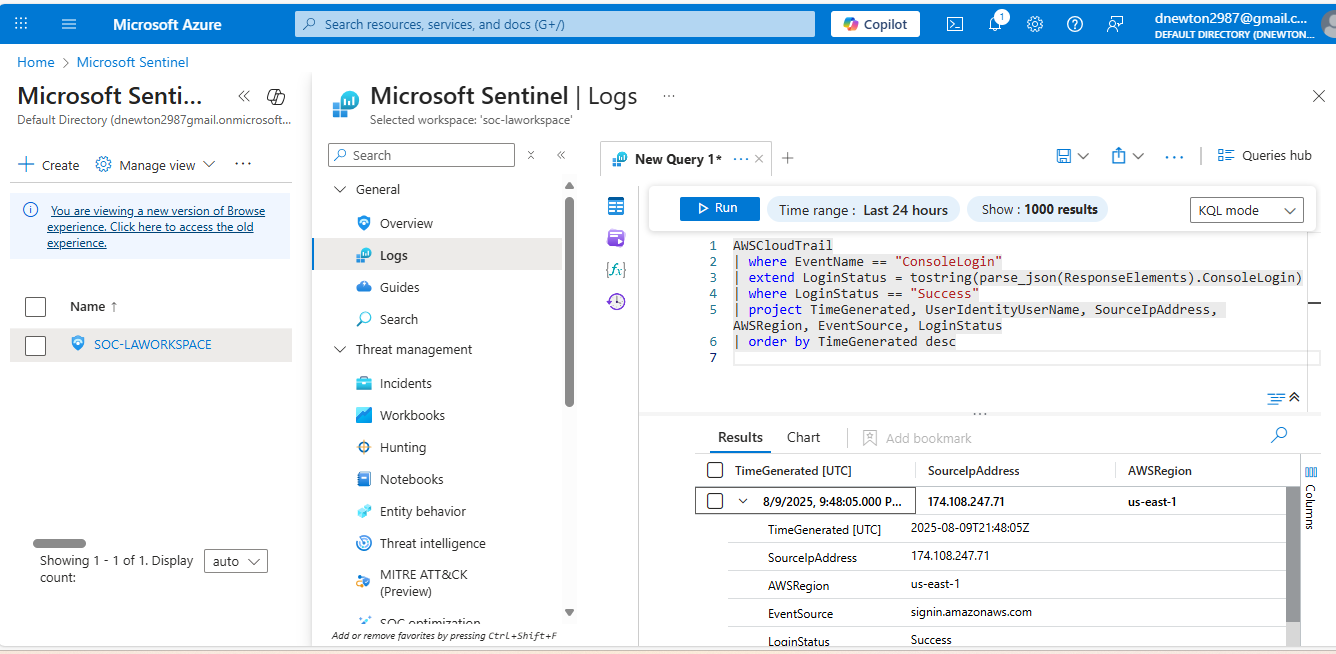 Microsoft Azure
Search resources, services, and docs (G+/)
Copilot
1
dnewton2987@gmail.c...
DEFAULT DIRECTORY (DNEWTON...
Home > Microsoft Sentinel
Microsoft Senti...
Default Directory (dnewton2987gmail.onmicrosoft...
Create
Manage view
...
You are viewing a new version of Browse
experience. Click here to access the old
experience.
Name ↑
SOC-LAWORKSPACE
Showing 1 - 1 of 1. Display
count:
auto
Microsoft Sentinel | Logs
...
Selected workspace: 'soc-laworkspace'
Search
General
Overview
Logs
Guides
Search
Threat management
Incidents
Workbooks
Hunting
Notebooks
Entity behavior
Threat intelligence
MITRE ATT&CK
(Preview)
SOC optimization
Add or remove favorites by pressing Ctrl+Shift+F
New Query 1*
...
Queries hub
Run
Time range : Last 24 hours
Show : 1000 results
KQL mode
1 AWSCloudTrail
2 | where EventName == "ConsoleLogin"
3 | extend LoginStatus = tostring(parse_json(ResponseElements).ConsoleLogin)
4 | where LoginStatus == "Success"
5 | project TimeGenerated, UserIdentityUserName, SourceIpAddress,
AWSRegion, EventSource, LoginStatus
6 | order by TimeGenerated desc
7
Results
Chart
Add bookmark
TimeGenerated [UTC]
SourceIpAddress
AWSRegion
8/9/2025, 9:48:05.000 P...
174.108.247.71
us-east-1
TimeGenerated [UTC] 2025-08-09T21:48:05Z
SourceIpAddress 174.108.247.71
AWSRegion us-east-1
EventSource signin.amazonaws.com
LoginStatus Success
Columns